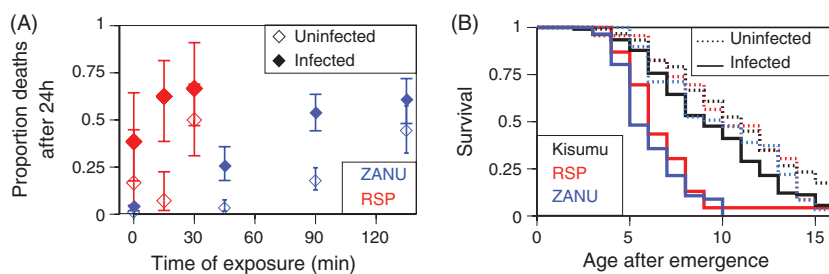 (A)
Proportion deaths
after 24h
1
0.75
0.5
0.25
0
Uninfected
Infected
ZANU
RSP
0
30
60
90
120
Time of exposure (min)
(B)
Survival
1
0.75
0.5
0.25
0
Uninfected
Infected
Kisumu
RSP
ZANU
0
5
10
15
Age after emergence